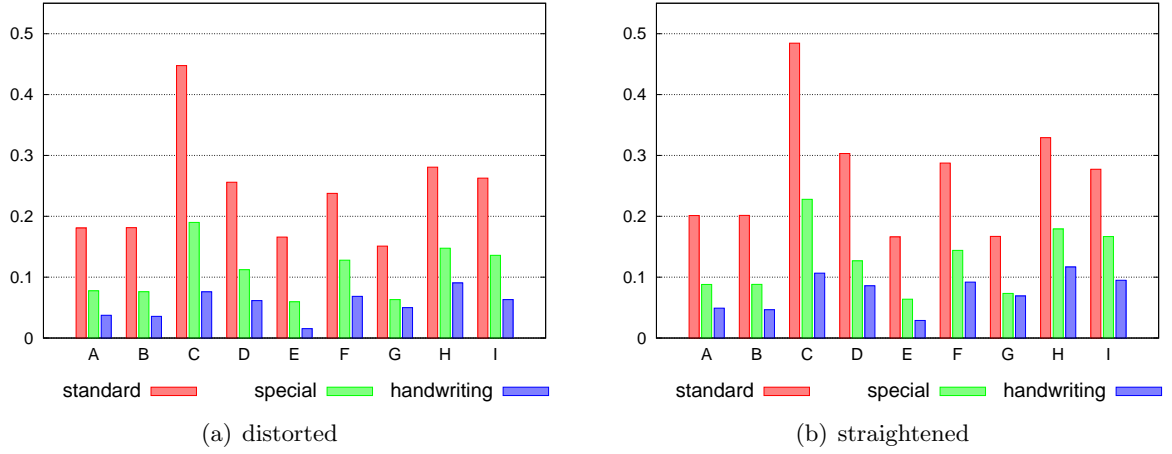 0.5
0.4
0.3
0.2
0.1
0
A B C D E F G H I
standard special handwriting
(a) distorted
0.5
0.4
0.3
0.2
0.1
0
A B C D E F G H I
standard special handwriting
(b) straightened